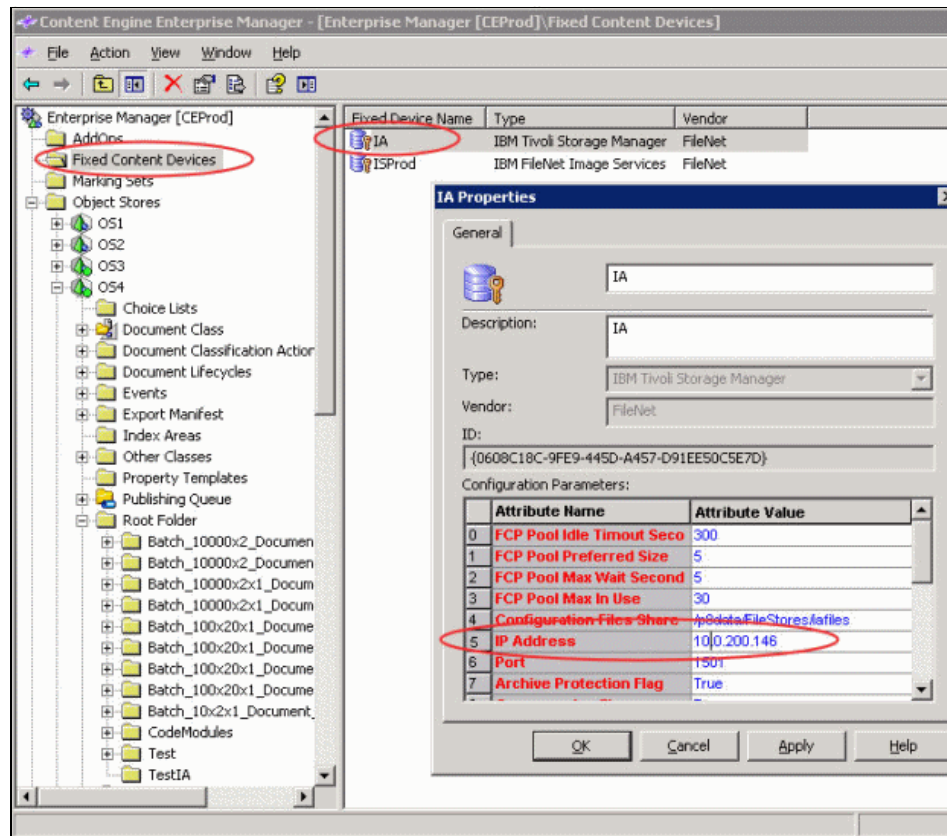 Content Engine Enterprise Manager - [Enterprise Manager [CEProd]\Fixed Content Devices]
File Action View Window Help
Enterprise Manager [CEProd]
AddOns
Fixed Content Devices
Marking Sets
Object Stores
OS1
OS2
OS3
OS4
Choice Lists
Document Class
Document Classification Action
Document Lifecycles
Events
Export Manifest
Index Areas
Other Classes
Property Templates
Publishing Queue
Root Folder
Batch_10000x2_Documen
Batch_10000x2_Documen
Batch_10000x2x1_Docum
Batch_10000x2x1_Docum
Batch_100x20x1_Docume
Batch_100x20x1_Docume
Batch_100x20x1_Docume
Batch_100x20x1_Docume
Batch_10x2x1_Document_
CodeModules
Test
TestIA
Fixed Device Name Type Vendor
IA IBM Tivoli Storage Manager FileNet
ISProd IBM FileNet Image Services FileNet
IA Properties
General
IA
Description: IA
Type: IBM Tivoli Storage Manager
Vendor: FileNet
ID:
{0608C18C-9FE9-445D-A457-D91EE50C5E7D}
Configuration Parameters:
Attribute Name Attribute Value
0 FCP Pool Idle Timout Seco 300
1 FCP Pool Preferred Size 5
2 FCP Pool Max Wait Second 5
3 FCP Pool Max In Use 30
4 Configuration Files Share /p8data/FileStores/iafiles
5 IP Address 10.0.200.146
6 Port 1501
7 Archive Protection Flag True
OK Cancel Apply Help